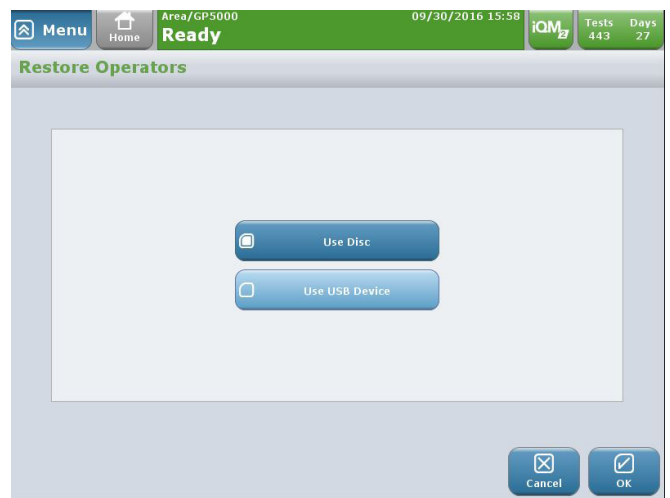 Menu
Home
Area/GP5000 09/30/2016 15:58
Ready
iQM2
Tests Days
443 27
Restore Operators
Use Disc
Use USB Device
Cancel
OK